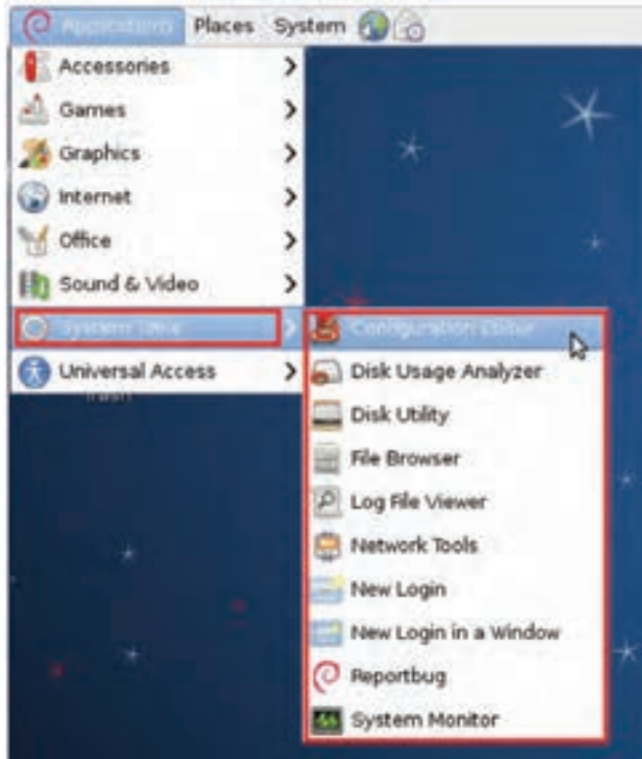 Applications Places System
Accessories
Games
Graphics
Internet
Office
Sound & Video
System Tools
Universal Access
Configuration Editor
Disk Usage Analyzer
Disk Utility
File Browser
Log File Viewer
Network Tools
New Login
New Login in a Window
Reportbug
System Monitor